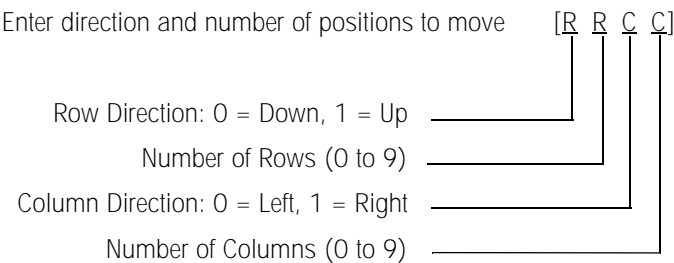 Enter direction and number of positions to move [R R C C]
Row Direction: 0 = Down, 1 = Up
Number of Rows (0 to 9)
Column Direction: 0 = Left, 1 = Right
Number of Columns (0 to 9)